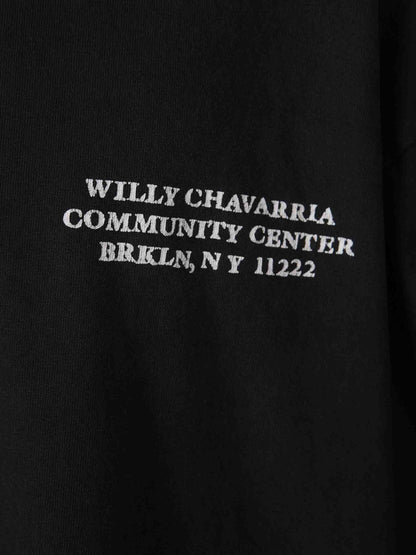 WILLY CHAVARRIA
COMMUNITY CENTER
BRKLN, N Y 11222